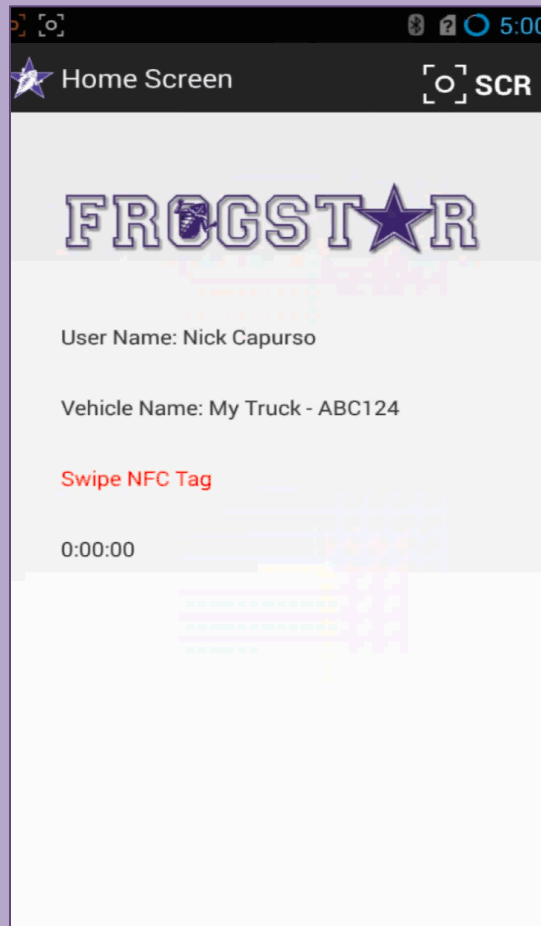 5:00
Home Screen
SCR
FROGSTAR
User Name: Nick Capurso
Vehicle Name: My Truck - ABC124
Swipe NFC Tag
0:00:00